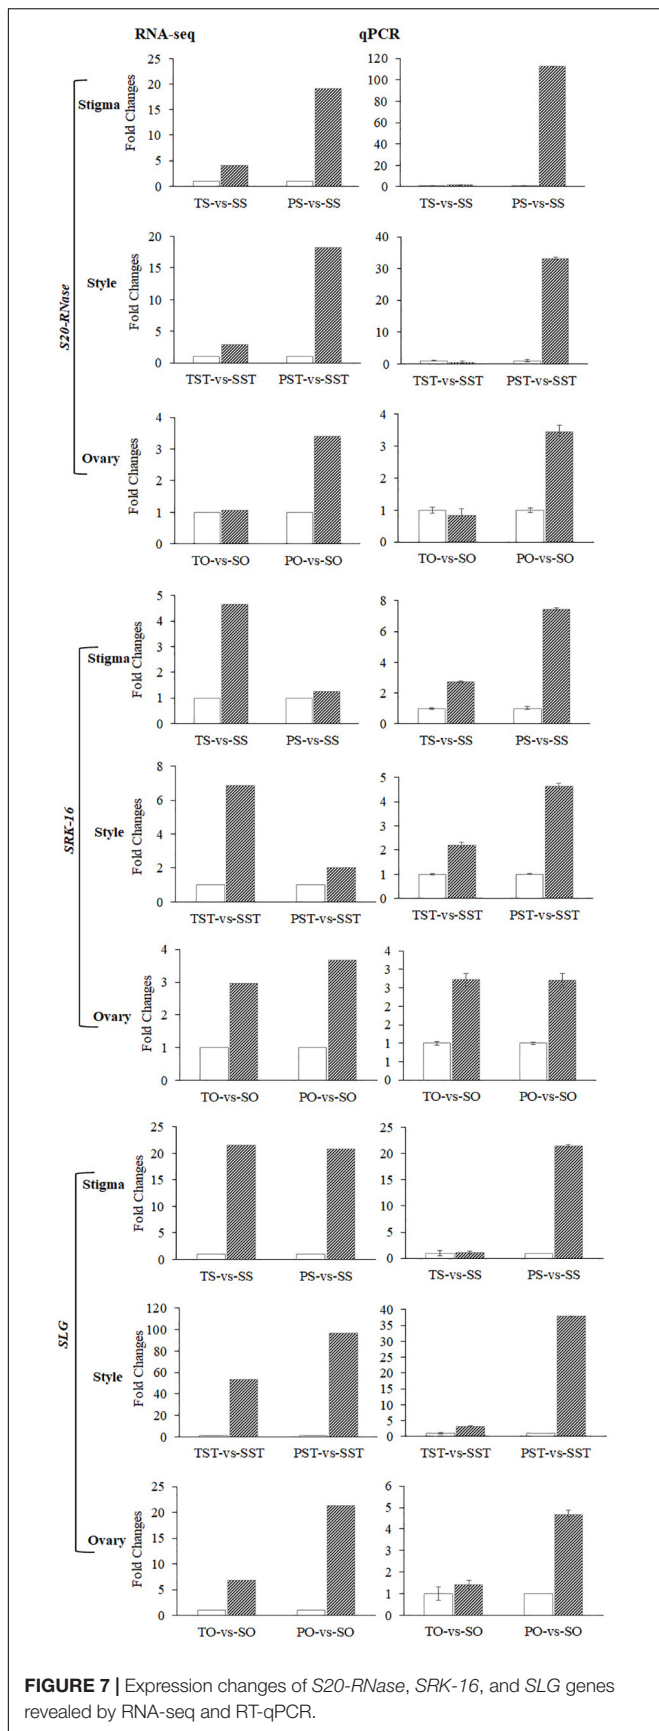 RNA-seq qPCR
S20-RNase
Stigma
Fold Changes
25
20
15
10
5
0
TS-vs-SS PS-vs-SS
120
100
80
60
40
20
0
TS-vs-SS PS-vs-SS
Style
Fold Changes
20
15
10
5
0
TST-vs-SST PST-vs-SST
40
30
20
10
0
TST-vs-SST PST-vs-SST
Ovary
Fold Changes
4
3
2
1
0
TO-vs-SO PO-vs-SO
4
3
2
1
0
TO-vs-SO PO-vs-SO
SRK-16
Stigma
Fold Changes
5
4
3
2
1
0
TS-vs-SS PS-vs-SS
8
6
4
2
0
TS-vs-SS PS-vs-SS
Style
Fold Changes
8
6
4
2
0
TST-vs-SST PST-vs-SST
5
4
3
2
1
0
TST-vs-SST PST-vs-SST
Ovary
Fold Changes
4
3
2
1
0
TO-vs-SO PO-vs-SO
4
3
3
2
2
1
1
0
TO-vs-SO PO-vs-SO
SLG
Stigma
Fold Changes
25
20
15
10
5
0
TS-vs-SS PS-vs-SS
25
20
15
10
5
0
TS-vs-SS PS-vs-SS
Style
Fold Changes
120
100
80
60
40
20
0
TST-vs-SST PST-vs-SST
40
35
30
25
20
15
10
5
0
TST-vs-SST PST-vs-SST
Ovary
Fold Changes
25
20
15
10
5
0
TO-vs-SO PO-vs-SO
6
5
4
3
2
1
0
TO-vs-SO PO-vs-SO
FIGURE 7 | Expression changes of S20-RNase, SRK-16, and SLG genes
revealed by RNA-seq and RT-qPCR.